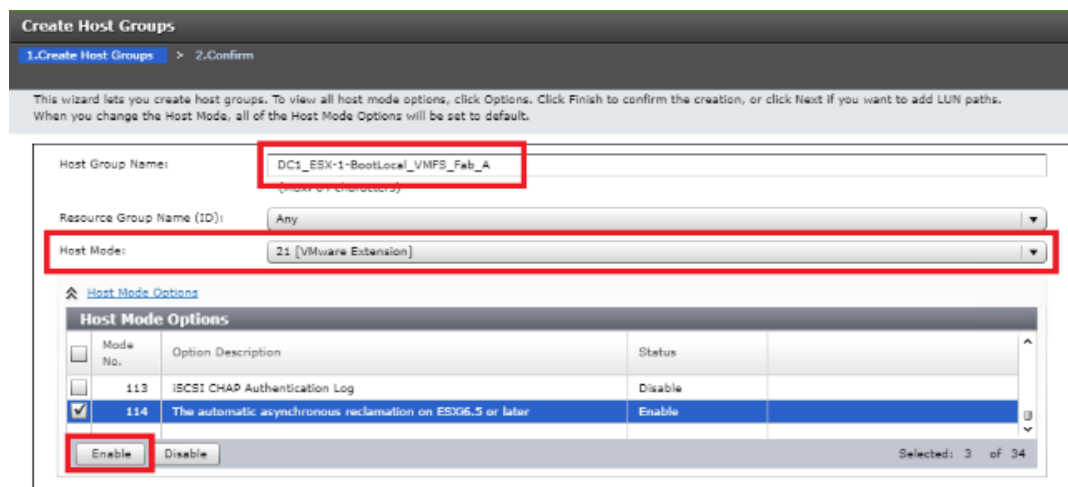 Create Host Groups
1.Create Host Groups > 2.Confirm
This wizard lets you create host groups. To view all host mode options, click Options. Click Finish to confirm the creation, or click Next if you want to add LUN paths.
When you change the Host Mode, all of the Host Mode Options will be set to default.
Host Group Name: DC1_ESX-1-BootLocal_VMFS_Fab_A
characters)
Resource Group Name (ID): Any
Host Mode: 21 [VMware Extension]
Host Mode Options
Host Mode Options
Mode No. Option Description Status
113 iSCSI CHAP Authentication Log Disable
114 The automatic asynchronous reclamation on ESXi6.5 or later Enable
Enable Disable Selected: 3 of 34